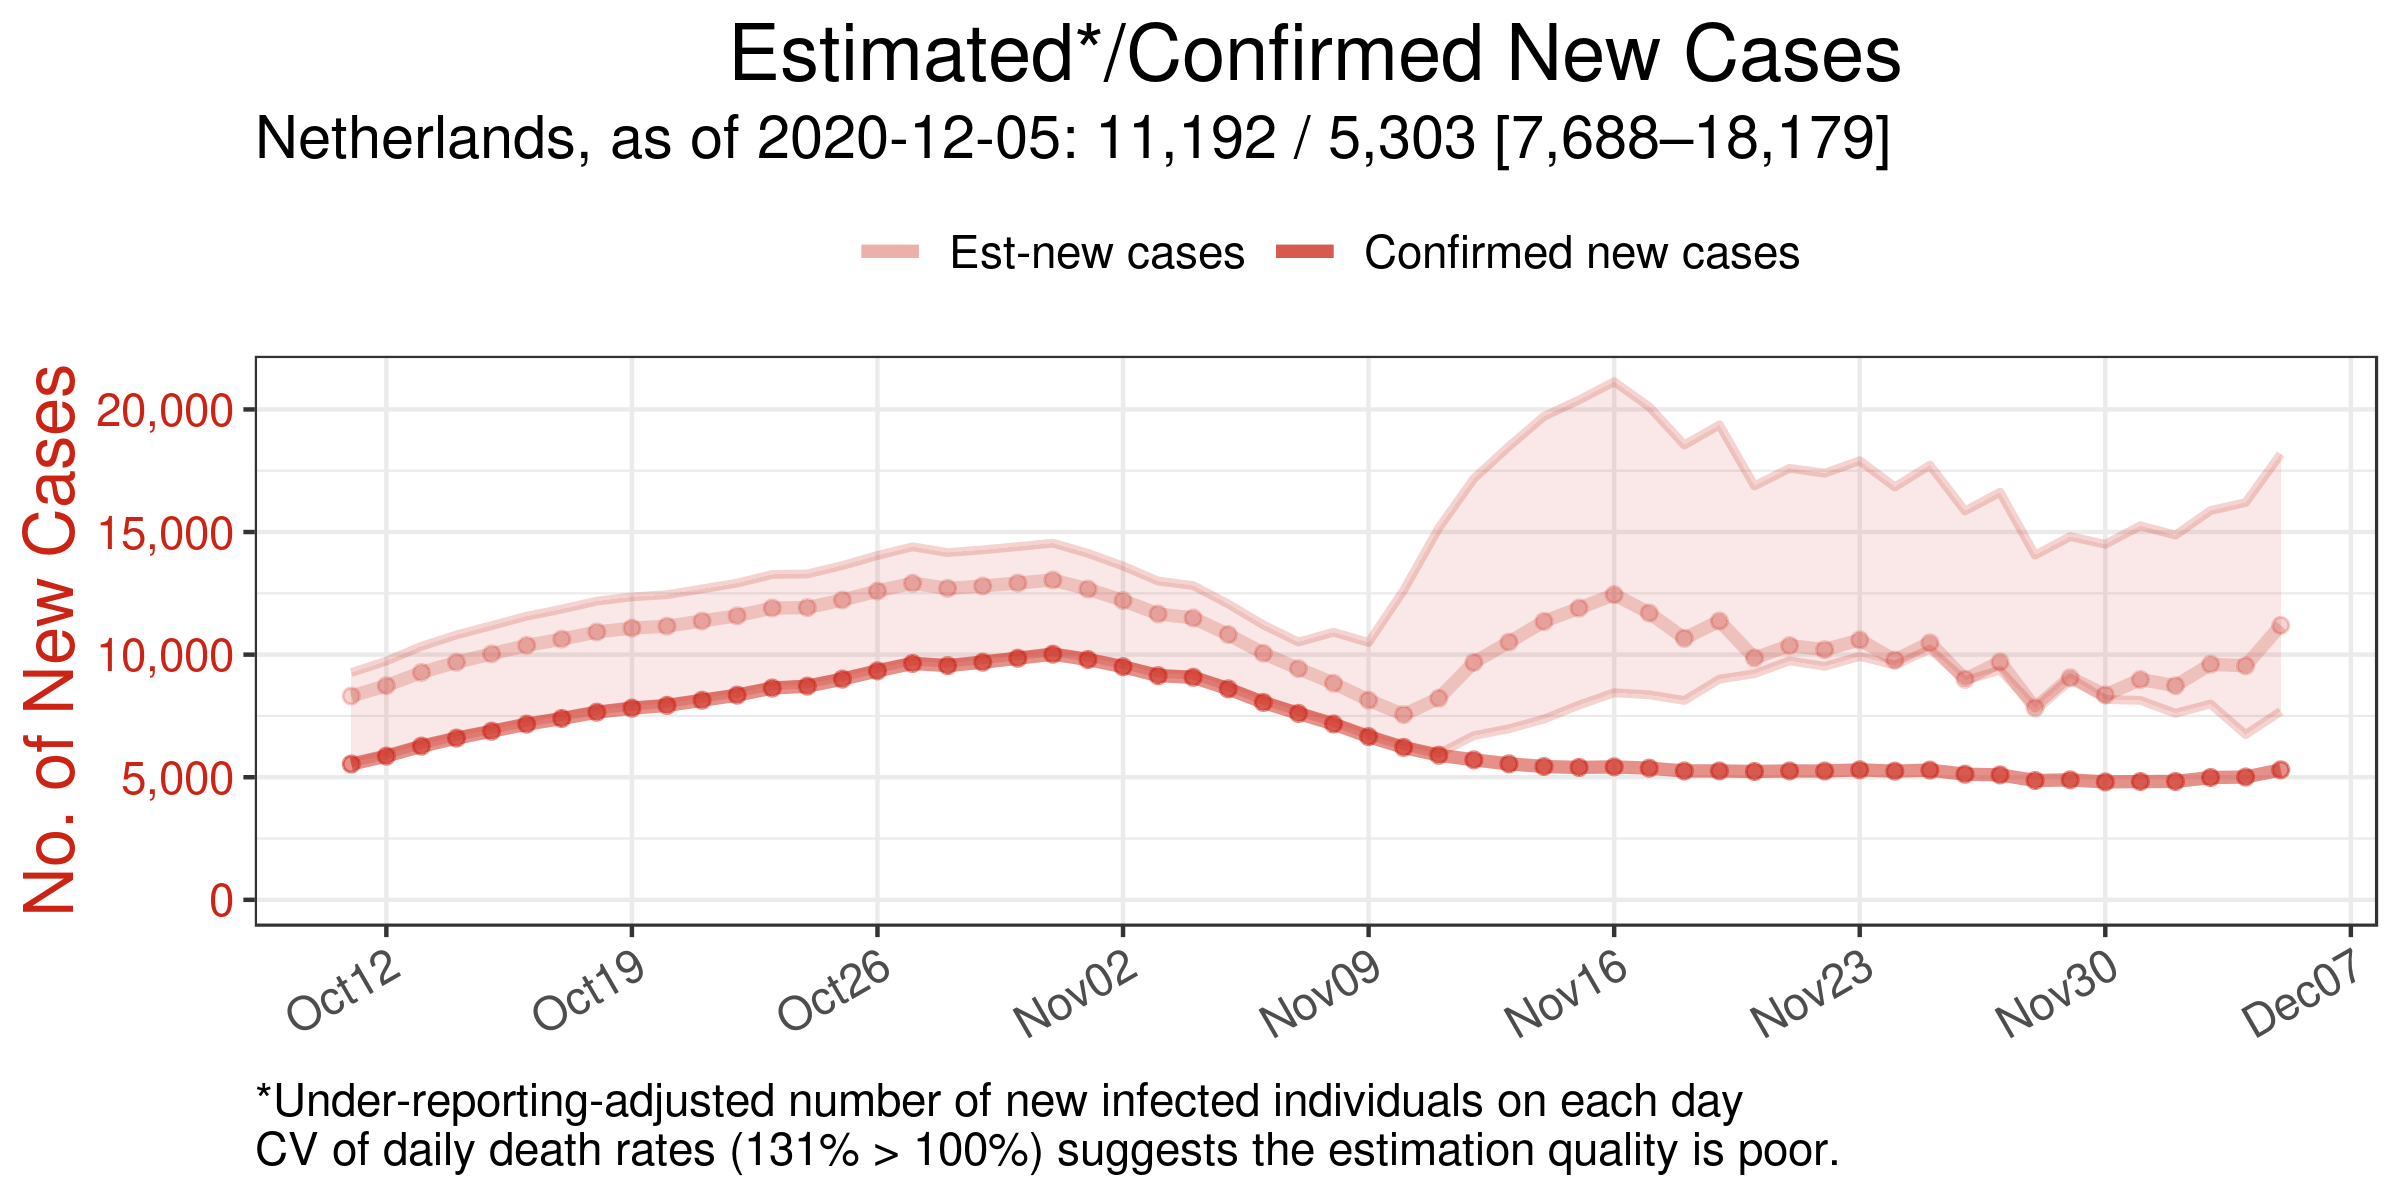 Estimated*/Confirmed New Cases
Netherlands, as of 2020-12-05: 11,192 / 5,303 [7,688–18,179]
Est-new cases
Confirmed new cases
No. of New Cases
20,000
15,000
10,000
5,000
0
Oct12
Oct19
Oct26
Nov02
Nov09
Nov16
Nov23
Nov30
Dec07
*Under-reporting-adjusted number of new infected individuals on each day
CV of daily death rates (131% > 100%) suggests the estimation quality is poor.